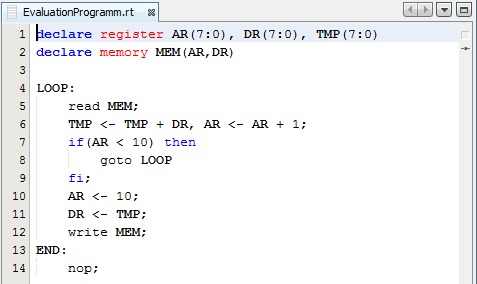 EvaluationProgramm.rt
1 declare register AR(7:0), DR(7:0), TMP(7:0)
2 declare memory MEM(AR,DR)
3
4 LOOP:
5 read MEM;
6 TMP <- TMP + DR, AR <- AR + 1;
7 if(AR < 10) then
8 goto LOOP
9 fi;
10 AR <- 10;
11 DR <- TMP;
12 write MEM;
13 END:
14 nop;